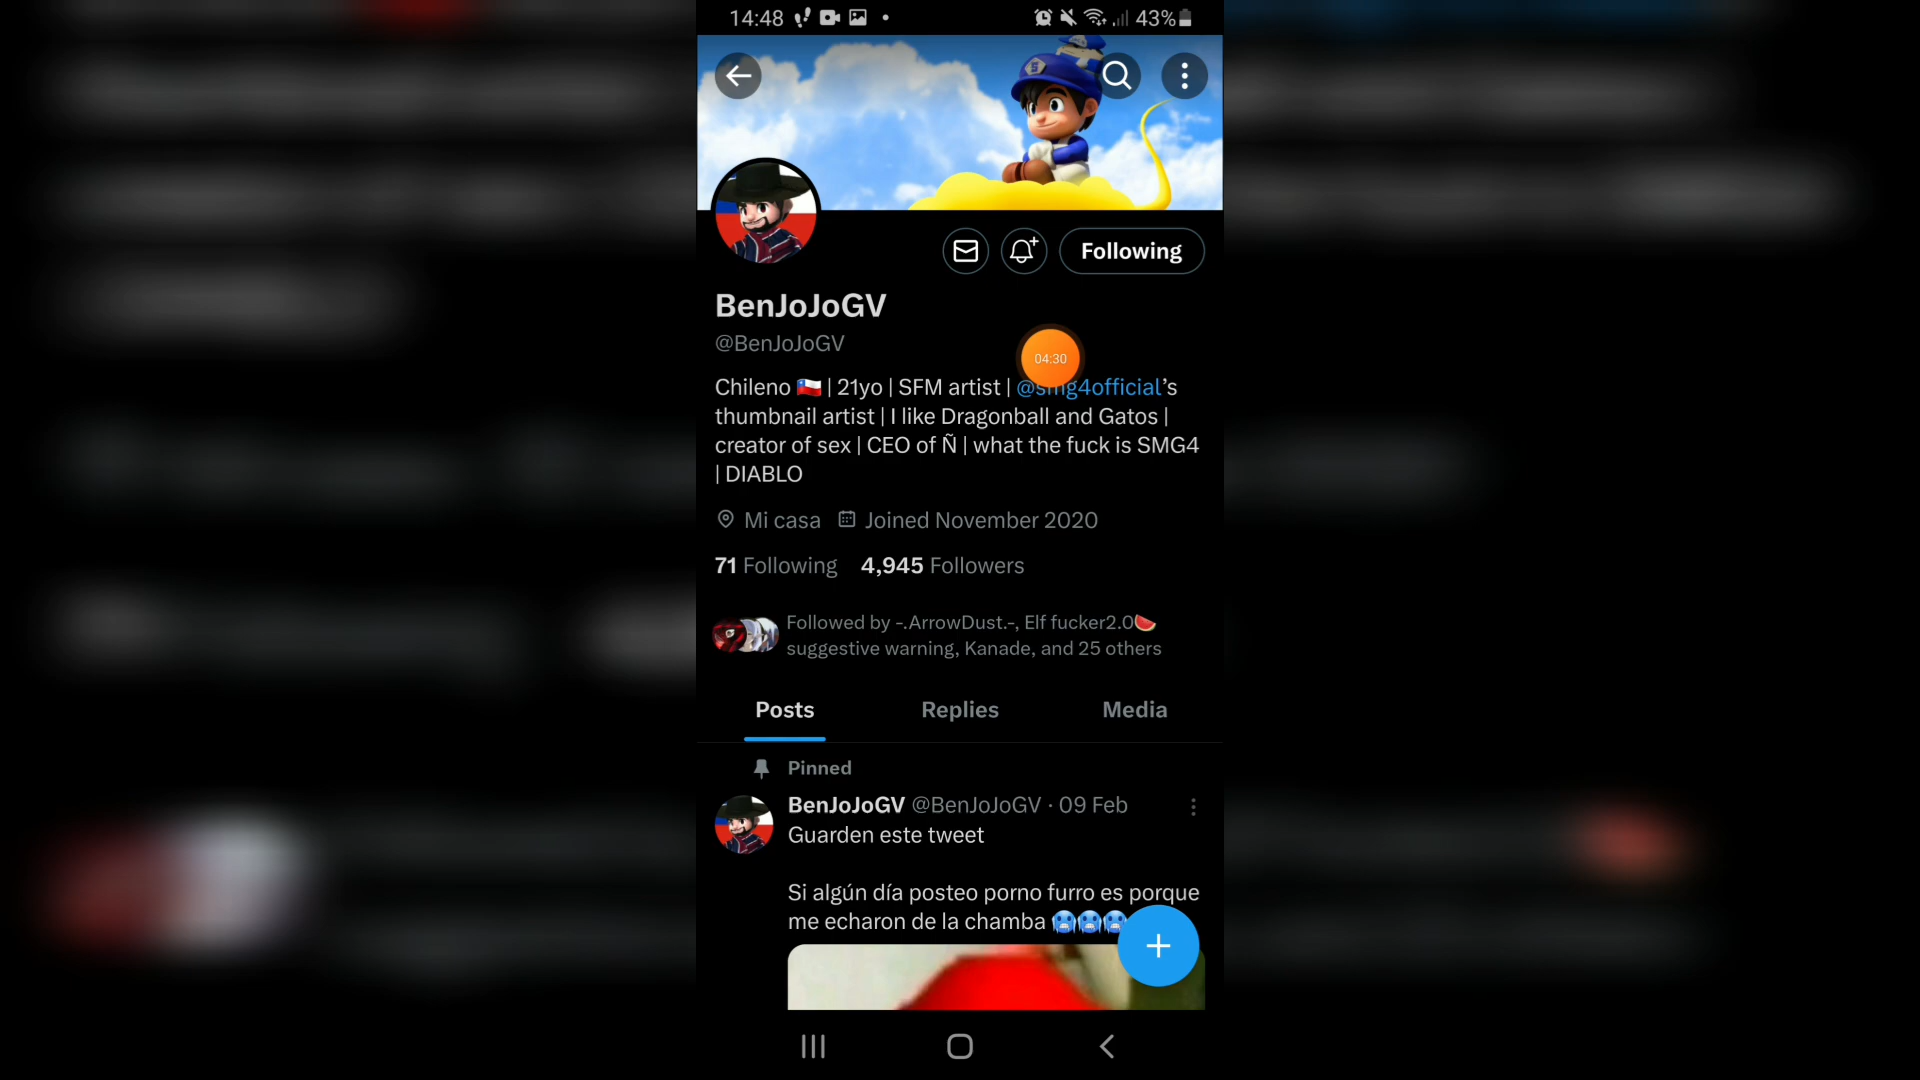 14:48 43%
Following
BenJoJoGV
@BenJoJoGV
04:30
Chileno 🇨🇱 | 21yo | SFM artist | @smg4official's
thumbnail artist | I like Dragonball and Gatos |
creator of sex | CEO of Ñ | what the fuck is SMG4
| DIABLO
Mi casa Joined November 2020
71 Following 4,945 Followers
Followed by -.ArrowDust.-, Elf fucker2.0🍉
suggestive warning, Kanade, and 25 others
Posts Replies Media
Pinned
BenJoJoGV @BenJoJoGV · 09 Feb
Guarden este tweet
Si algún día posteo porno furro es porque
me echaron de la chamba 🥶🥶🥶